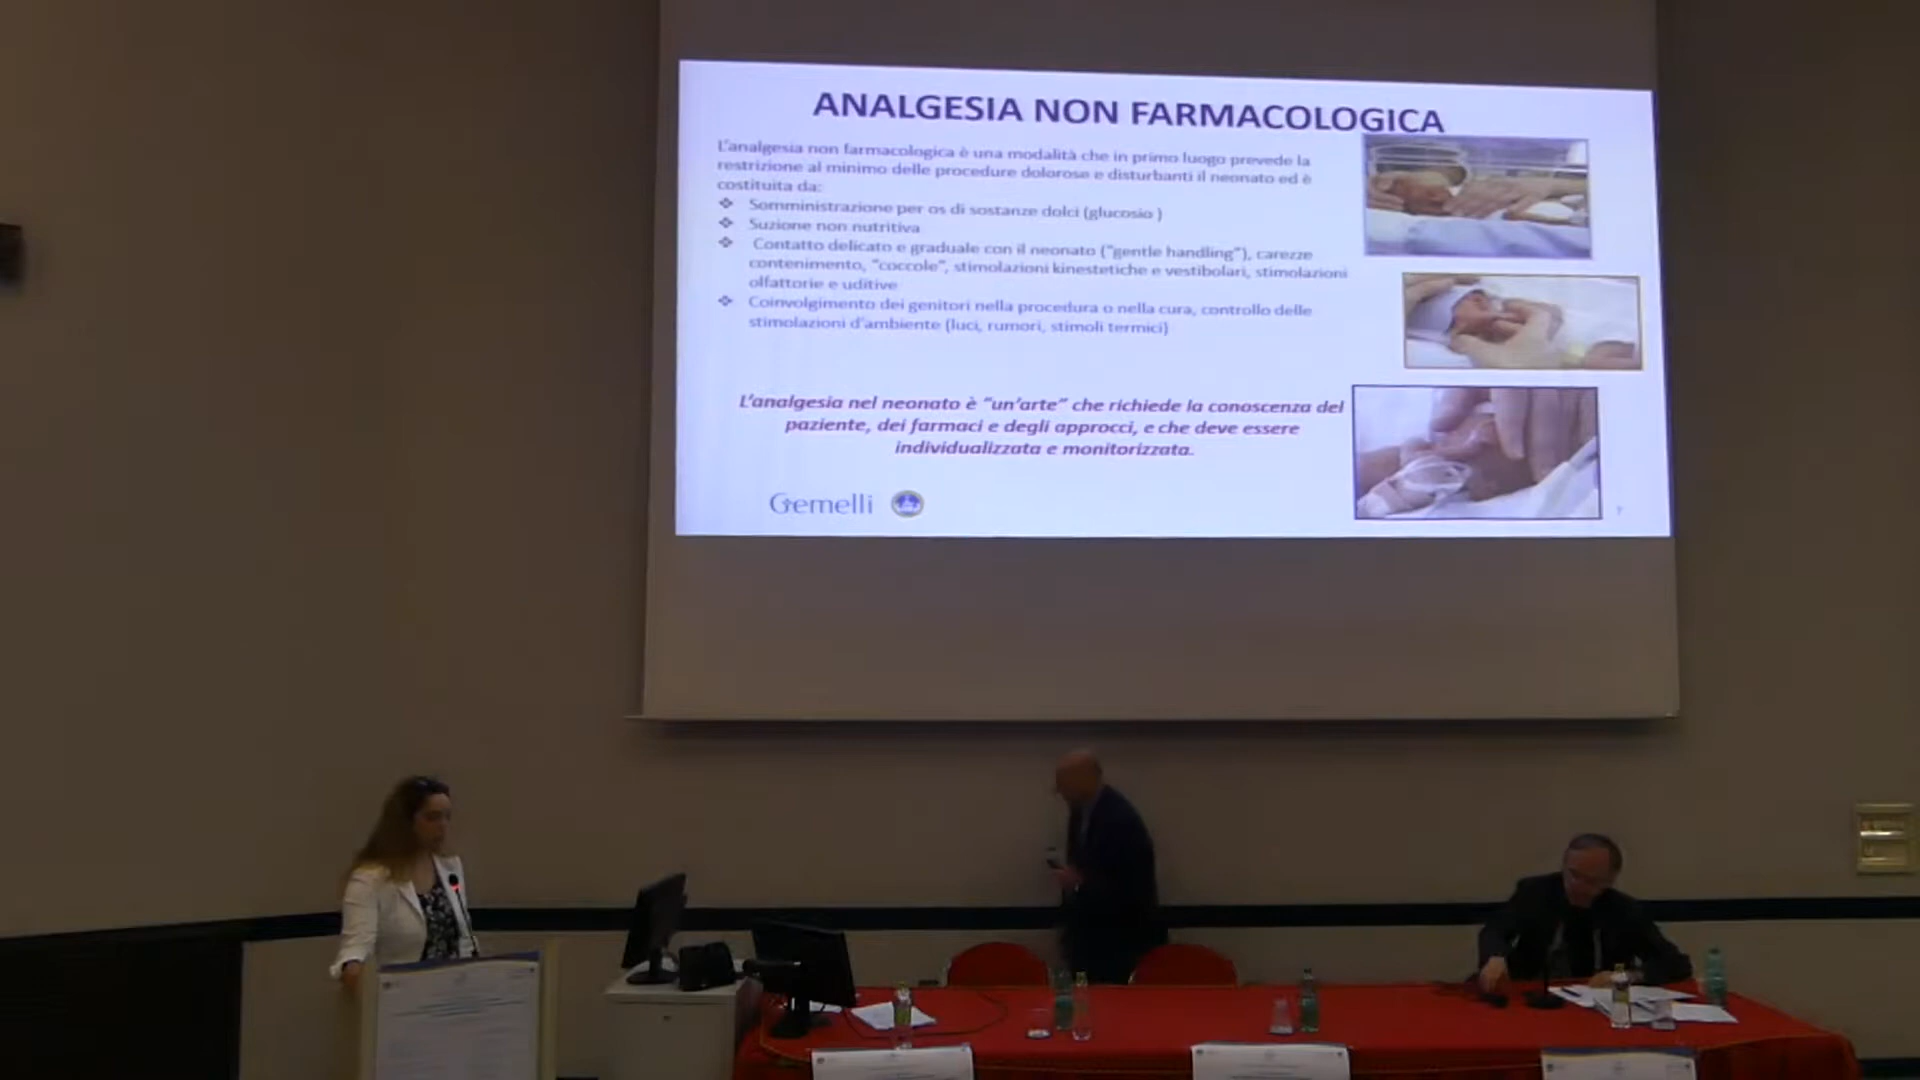 ANALGESIA NON FARMACOLOGICA
L'analgesia non farmacologica è una modalità che in primo luogo prevede la
restrizione al minimo delle procedure dolorose e disturbanti il neonato ed è
costituita da:
❖ Somministrazione per os di sostanze dolci (glucosio )
❖ Suzione non nutritiva
❖ Contatto delicato e graduale con il neonato ("gentle handling"), carezze
contenimento, "coccole", stimolazioni kinestetiche e vestibolari, stimolazioni
olfattorie e uditive
❖ Coinvolgimento dei genitori nella procedura o nella cura, controllo delle
stimolazioni d'ambiente (luci, rumori, stimoli termici)
L'analgesia nel neonato è "un'arte" che richiede la conoscenza del
paziente, dei farmaci e degli approcci, e che deve essere
individualizzata e monitorizzata.
Gemelli